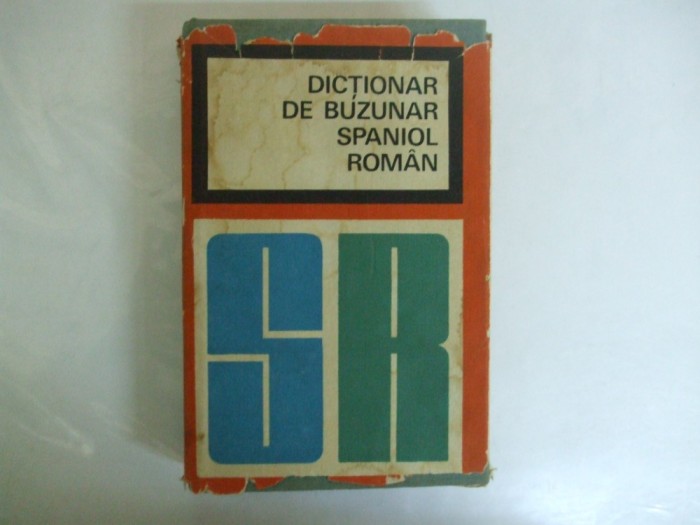 DICȚIONAR
DE BUZUNAR
SPANIOL
ROMÂN
SR